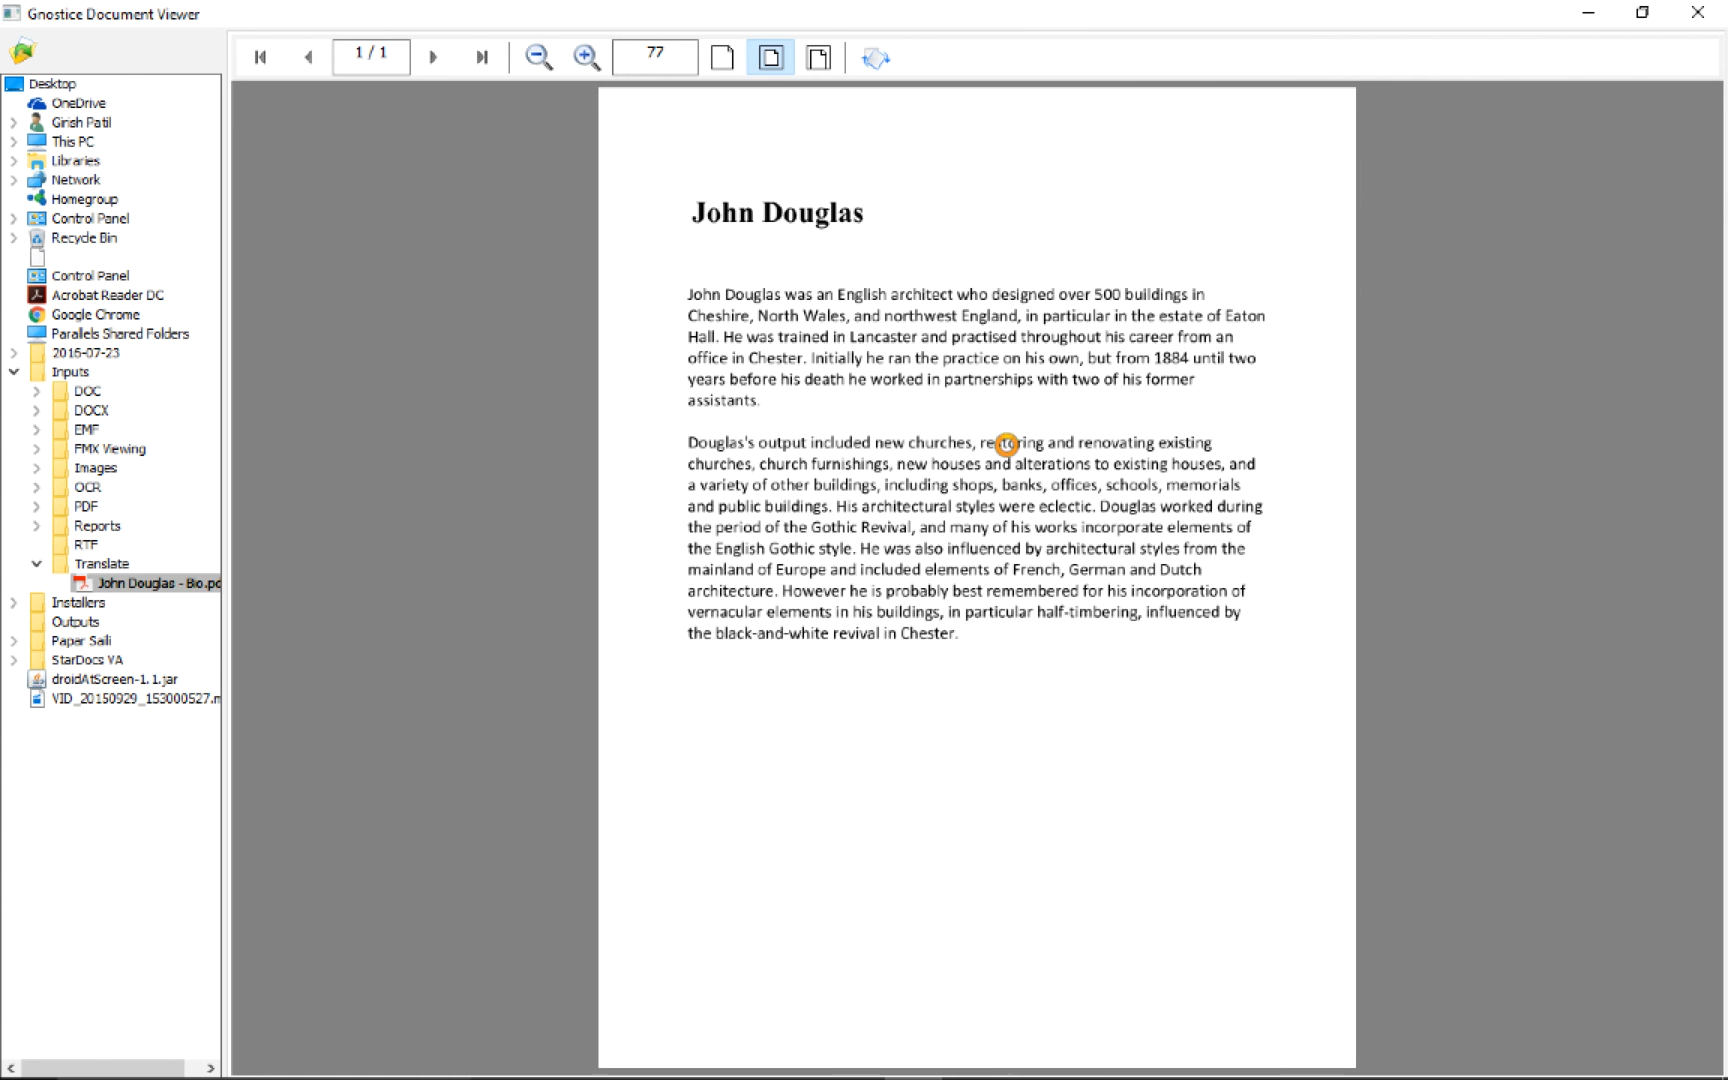 Gnostice Document Viewer
1 / 1
77
Desktop
OneDrive
Girish Patil
This PC
Libraries
Network
Homegroup
Control Panel
Recycle Bin
Control Panel
Acrobat Reader DC
Google Chrome
Parallels Shared Folders
2016-07-23
Inputs
DOC
DOCX
EMF
FMX Viewing
Images
OCR
PDF
Reports
RTF
Translate
John Douglas - Bio.pd
Installers
Outputs
Papar Saili
StarDocs VA
droidAtScreen-1.1.jar
VID_20150929_153000527.m
John Douglas
John Douglas was an English architect who designed over 500 buildings in
Cheshire, North Wales, and northwest England, in particular in the estate of Eaton
Hall. He was trained in Lancaster and practised throughout his career from an
office in Chester. Initially he ran the practice on his own, but from 1884 until two
years before his death he worked in partnerships with two of his former
assistants.
Douglas's output included new churches, restoring and renovating existing
churches, church furnishings, new houses and alterations to existing houses, and
a variety of other buildings, including shops, banks, offices, schools, memorials
and public buildings. His architectural styles were eclectic. Douglas worked during
the period of the Gothic Revival, and many of his works incorporate elements of
the English Gothic style. He was also influenced by architectural styles from the
mainland of Europe and included elements of French, German and Dutch
architecture. However he is probably best remembered for his incorporation of
vernacular elements in his buildings, in particular half-timbering, influenced by
the black-and-white revival in Chester.